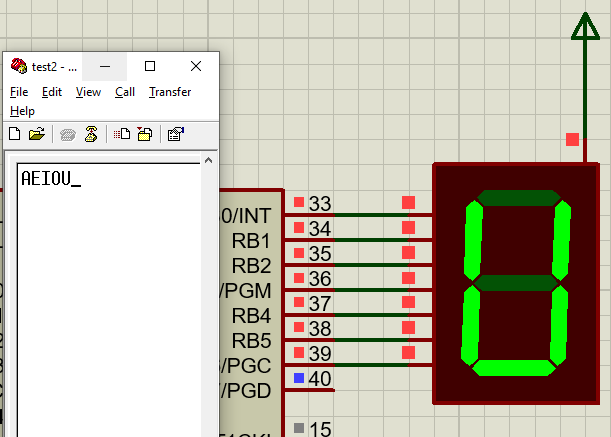 test2 - ...
File Edit View Call Transfer
Help
AEIOU_
0/INT 33
RB1 34
RB2 35
/PGM 36
RB4 37
RB5 38
/PGC 39
/PGD 40
15
U